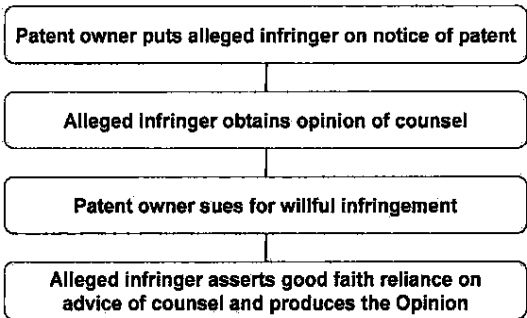 Patent owner puts alleged infringer on notice of patent
Alleged infringer obtains opinion of counsel
Patent owner sues for willful infringement
Alleged infringer asserts good faith reliance on
advice of counsel and produces the Opinion